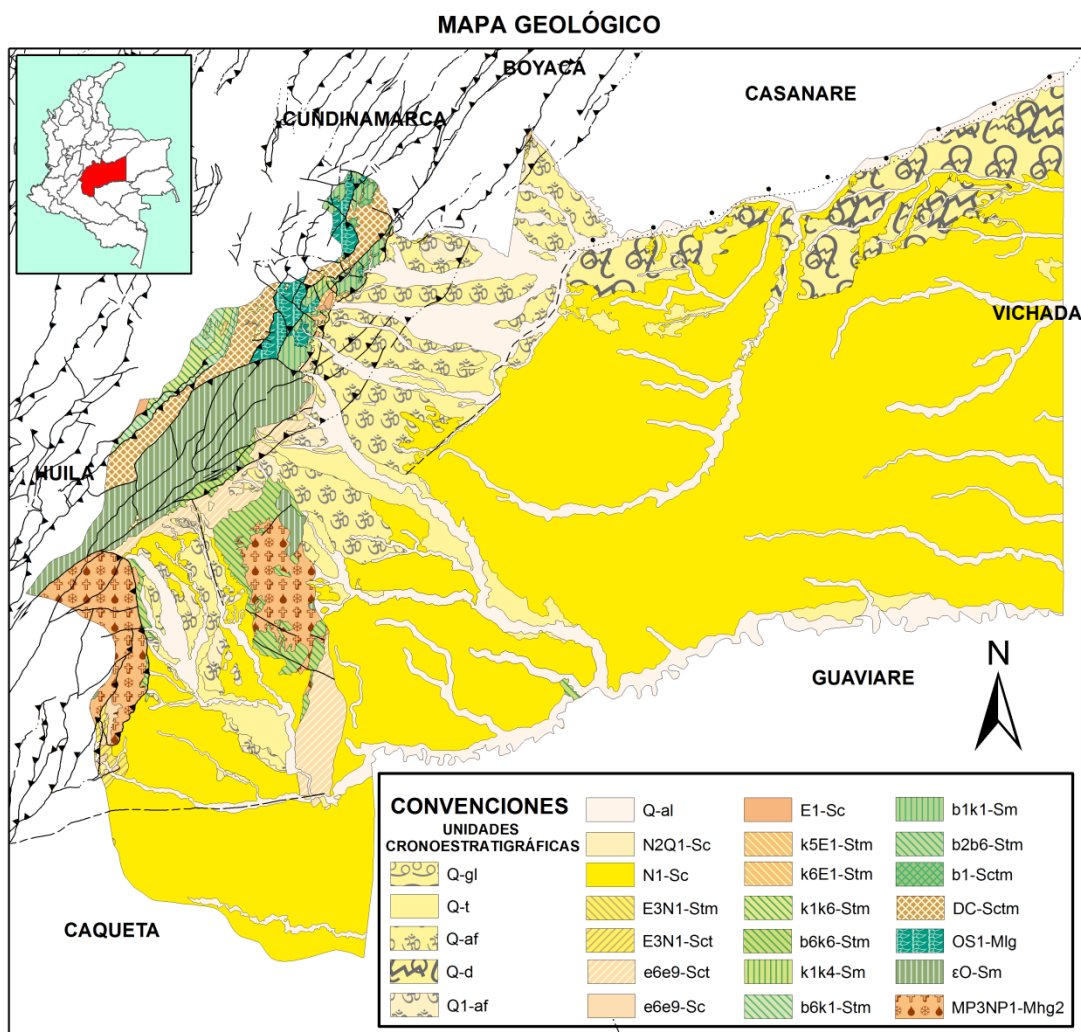 MAPA GEOLÓGICO
BOYACÁ
CASANARE
CUNDINAMARCA
VICHADA
HUILA
GUAVIARE
N
CAQUETA
CONVENCIONES
UNIDADES
CRONOESTRATIGRÁFICAS
Q-gl
Q-t
Q-af
Q-d
Q1-af
Q-al
N2Q1-Sc
N1-Sc
E3N1-Stm
E3N1-Sct
e6e9-Sct
e6e9-Sc
E1-Sc
k5E1-Stm
k6E1-Stm
k1k6-Stm
b6k6-Stm
k1k4-Sm
b6k1-Stm
b1k1-Sm
b2b6-Stm
b1-Sctm
DC-Sctm
OS1-Mlg
εO-Sm
MP3NP1-Mhg2